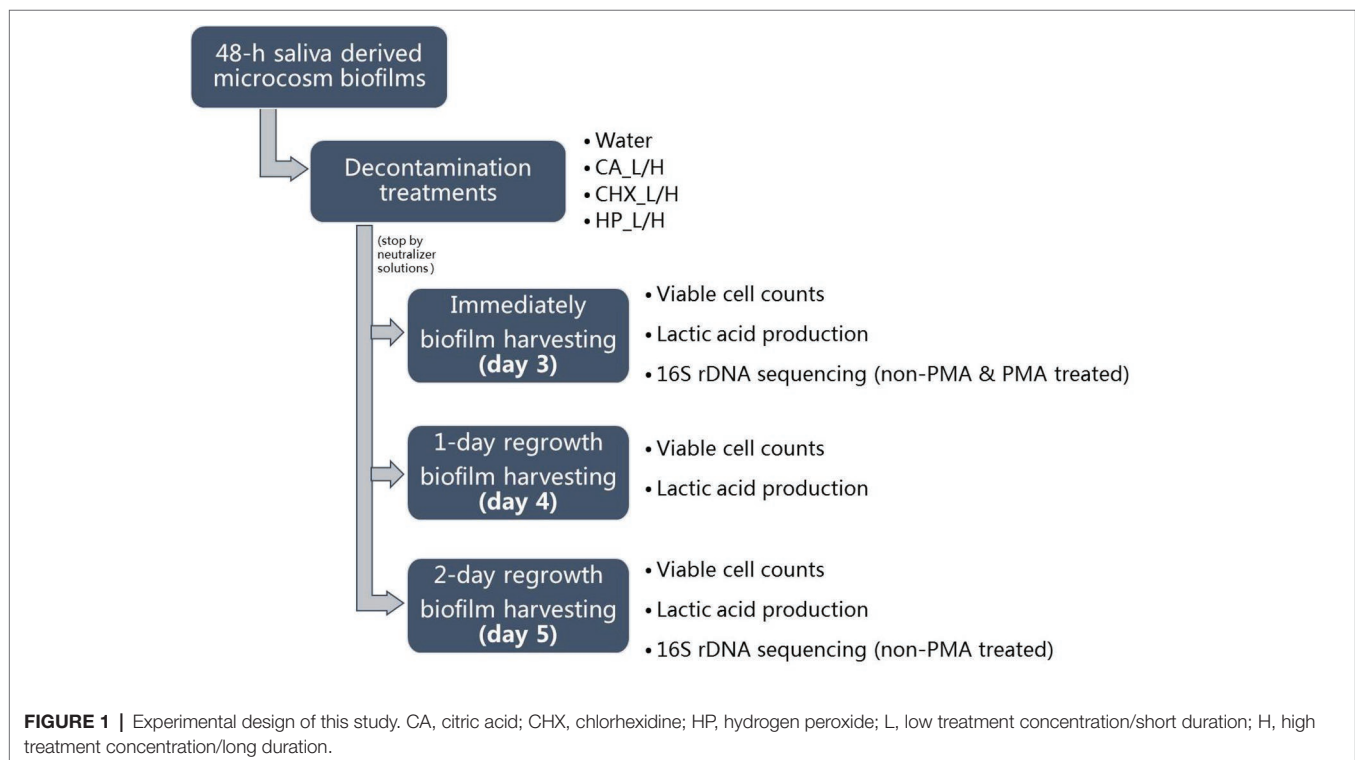 48-h saliva derived
microcosm biofilms
Decontamination
treatments
• Water
• CA_L/H
• CHX_L/H
• HP_L/H
(stop by
neutralizer
solutions)
Immediately
biofilm harvesting
(day 3)
• Viable cell counts
• Lactic acid production
• 16S rDNA sequencing (non-PMA & PMA treated)
1-day regrowth
biofilm harvesting
(day 4)
• Viable cell counts
• Lactic acid production
2-day regrowth
biofilm harvesting
(day 5)
• Viable cell counts
• Lactic acid production
• 16S rDNA sequencing (non-PMA treated)
FIGURE 1 | Experimental design of this study. CA, citric acid; CHX, chlorhexidine; HP, hydrogen peroxide; L, low treatment concentration/short duration; H, high
treatment concentration/long duration.